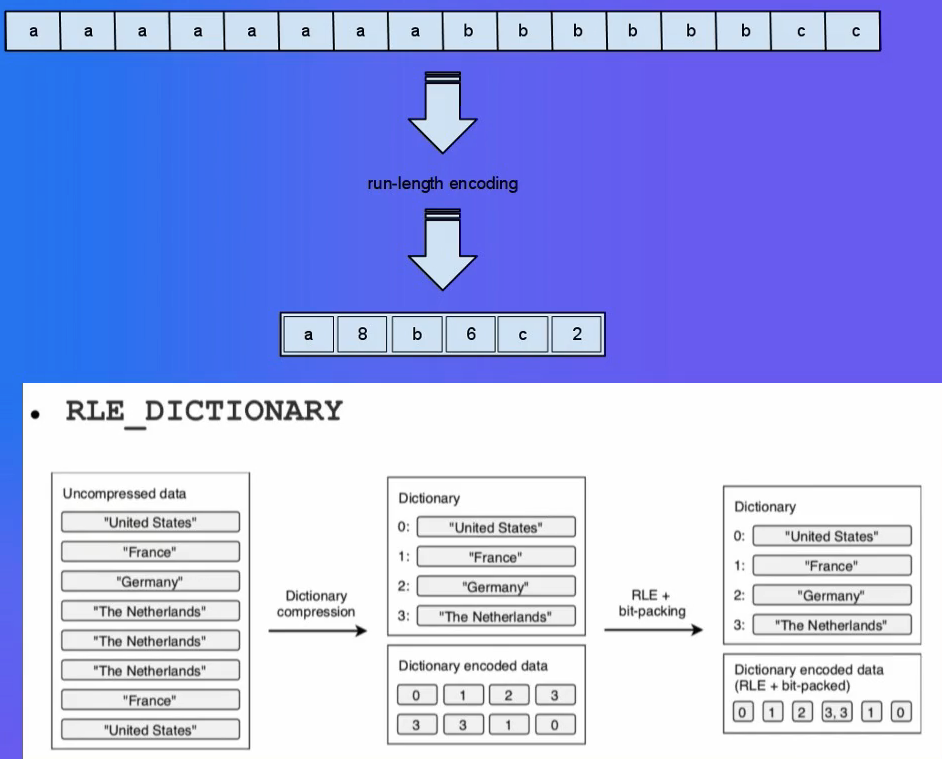 a a a a a a a a b b b b b b c c
run-length encoding
a 8 b 6 c 2
• RLE_DICTIONARY
Uncompressed data
"United States"
"France"
"Germany"
"The Netherlands"
"The Netherlands"
"The Netherlands"
"France"
"United States"
Dictionary
compression
Dictionary
0: "United States"
1: "France"
2: "Germany"
3: "The Netherlands"
Dictionary encoded data
0 1 2 3
3 3 1 0
RLE +
bit-packing
Dictionary
0: "United States"
1: "France"
2: "Germany"
3: "The Netherlands"
Dictionary encoded data
(RLE + bit-packed)
0 1 2 3, 3 1 0